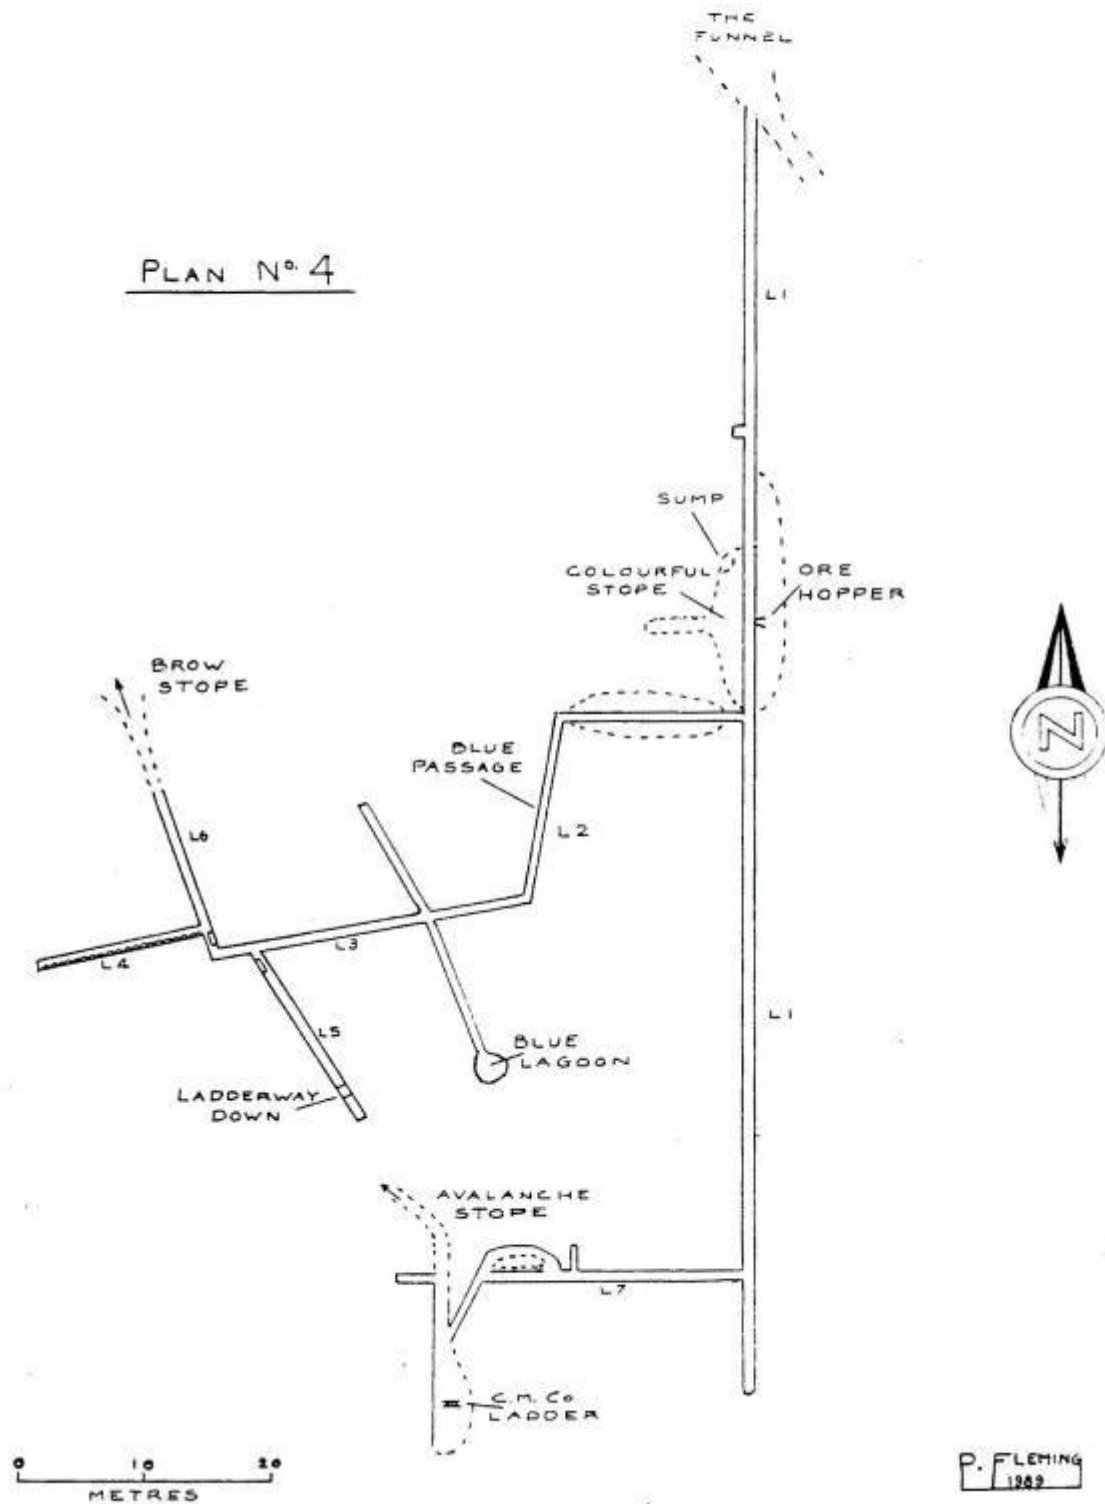 THE
FUNNEL
PLAN No. 4
L1
SUMP
COLOURFUL
STOPE
ORE
HOPPER
BROW
STOPE
N
BLUE
PASSAGE
L6
L2
L3
L4
L1
L5
BLUE
LAGOON
LADDERWAY
DOWN
AVALANCHE
STOPE
L7
C.M. Co
LADDER
0 10 20
METRES
P. FLEMING
1989